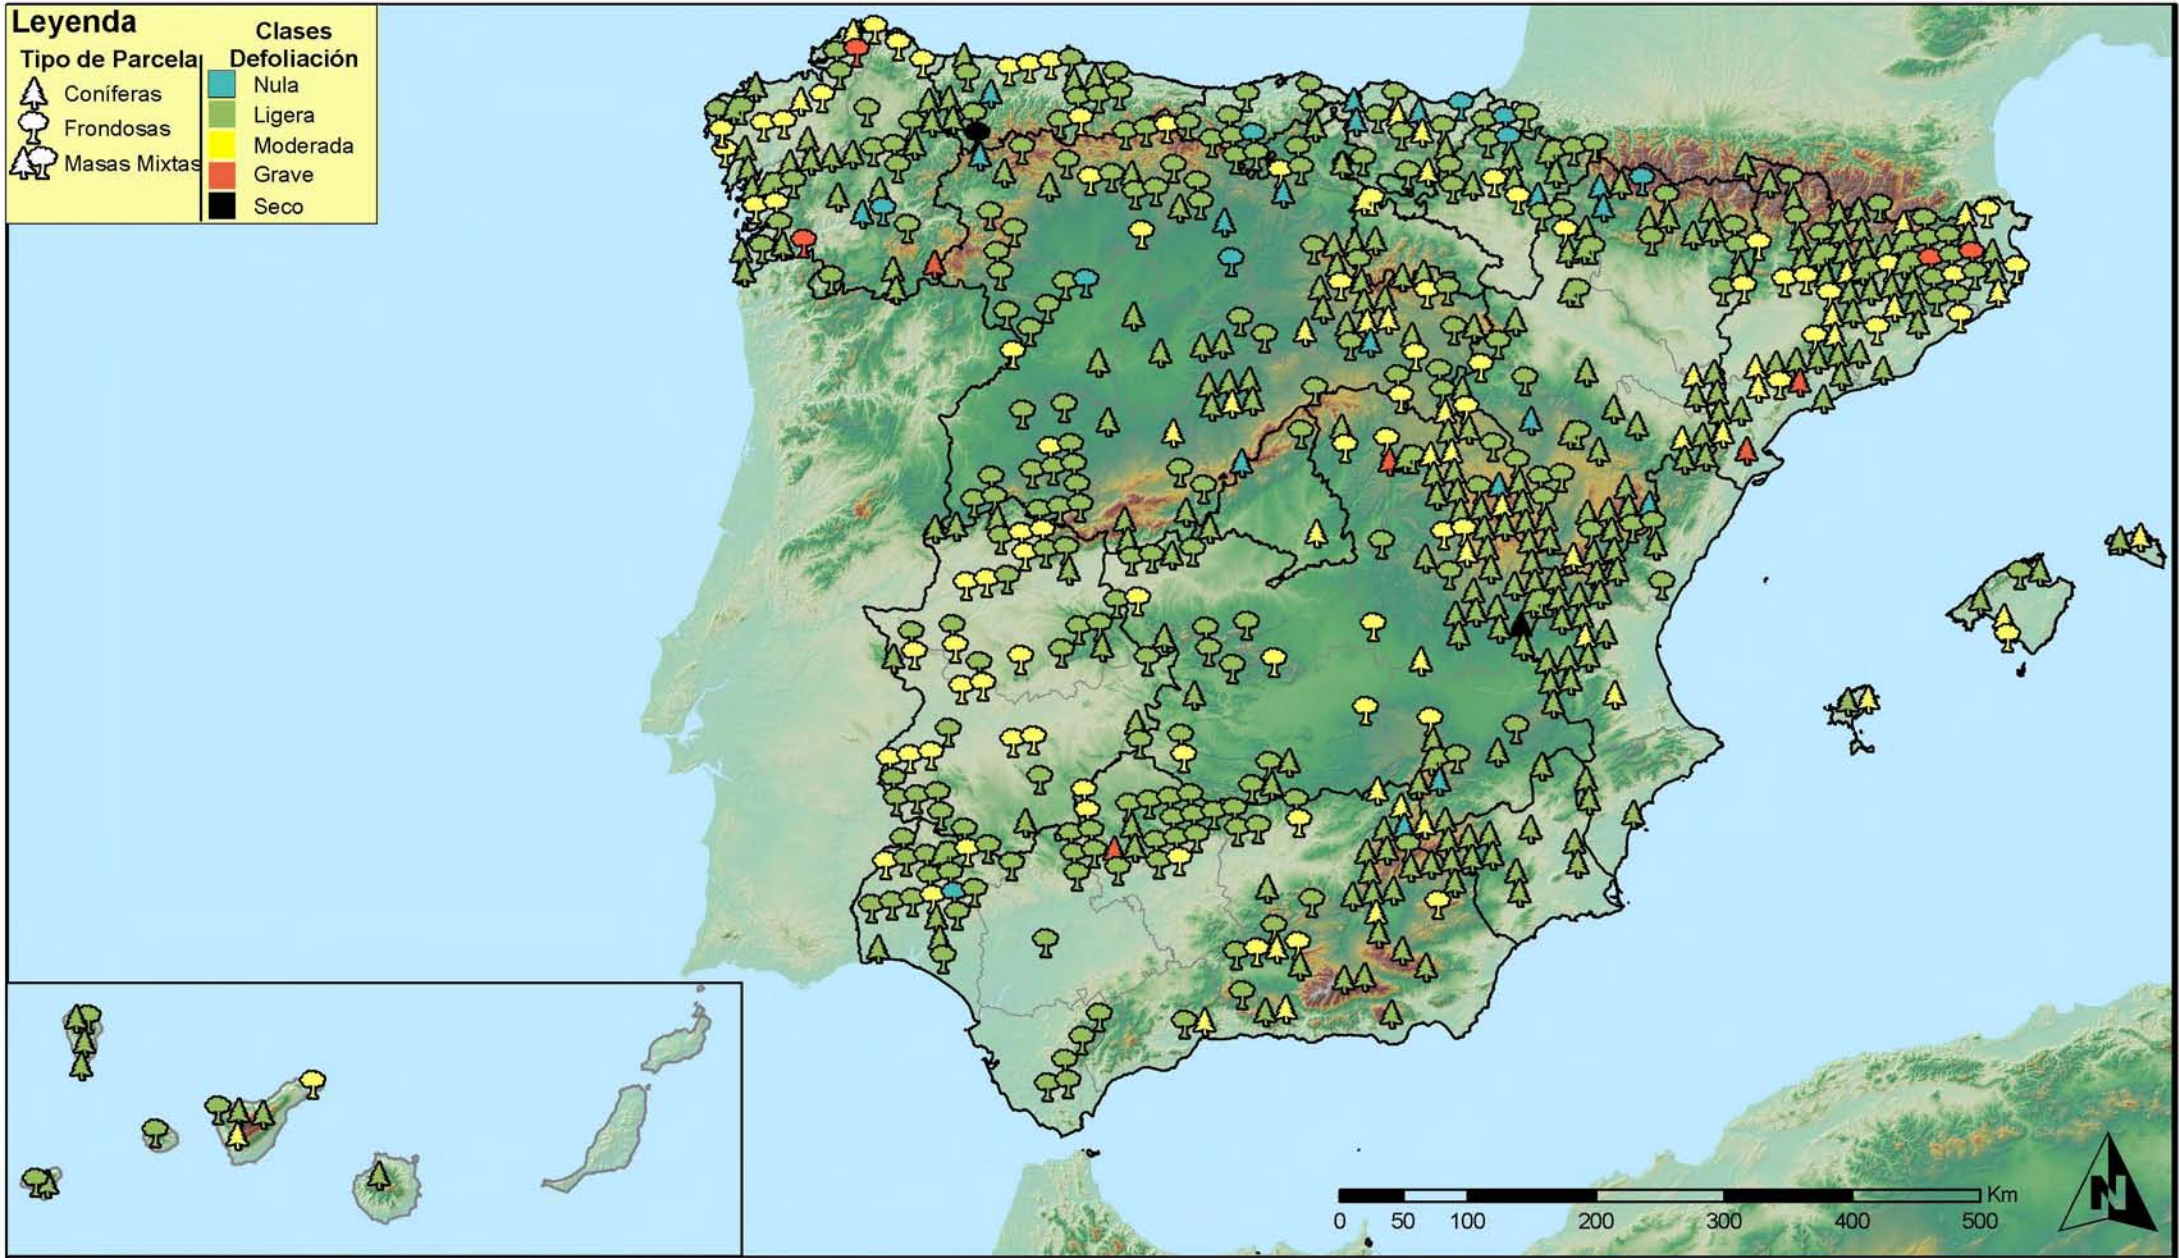 Leyenda
Tipo de Parcela
Coníferas
Frondosas
Masas Mixtas
Clases
Defoliación
Nula
Ligera
Moderada
Grave
Seco
Km
0 50 100 200 300 400 500
N